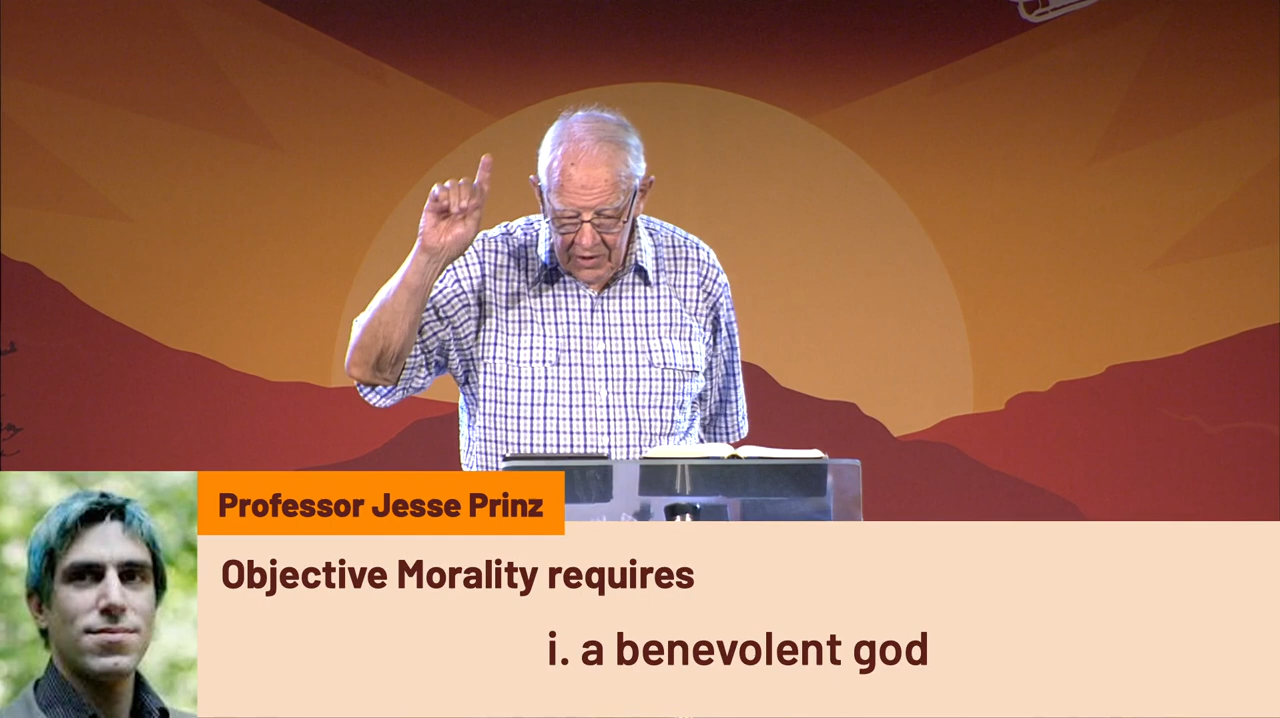 Professor Jesse Prinz
Objective Morality requires
i. a benevolent god